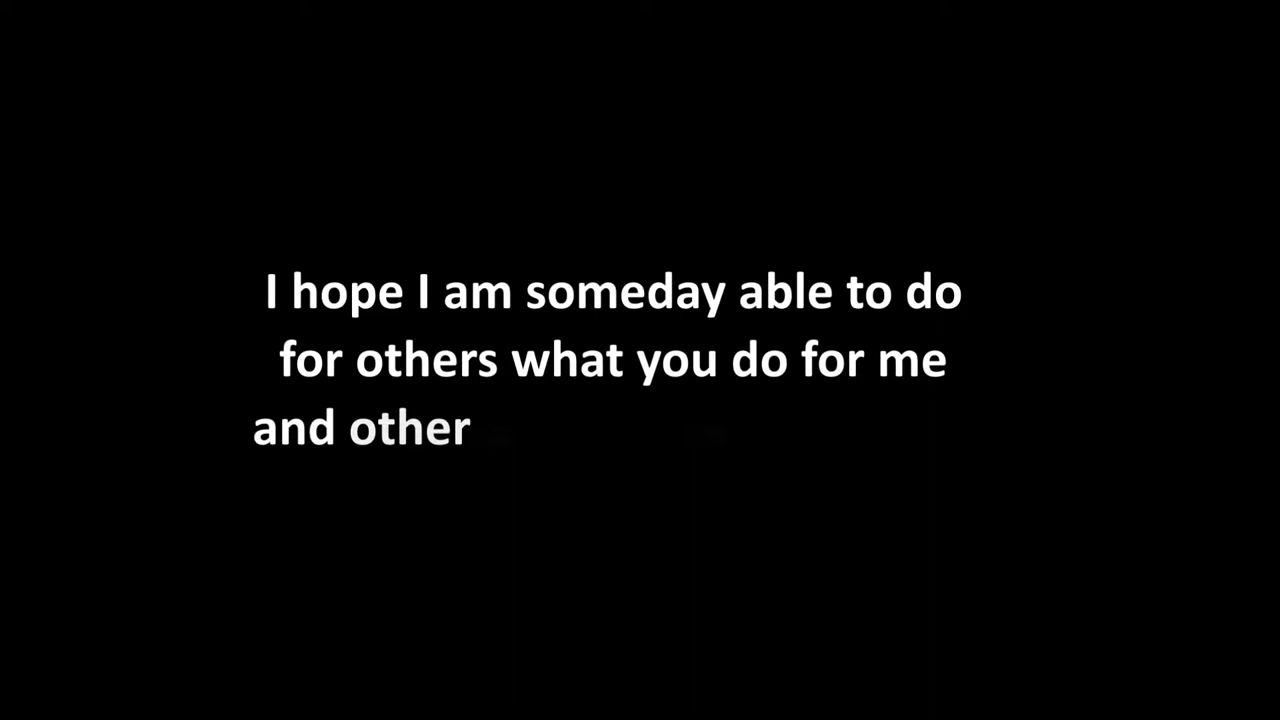 I hope I am someday able to do
for others what you do for me
and other